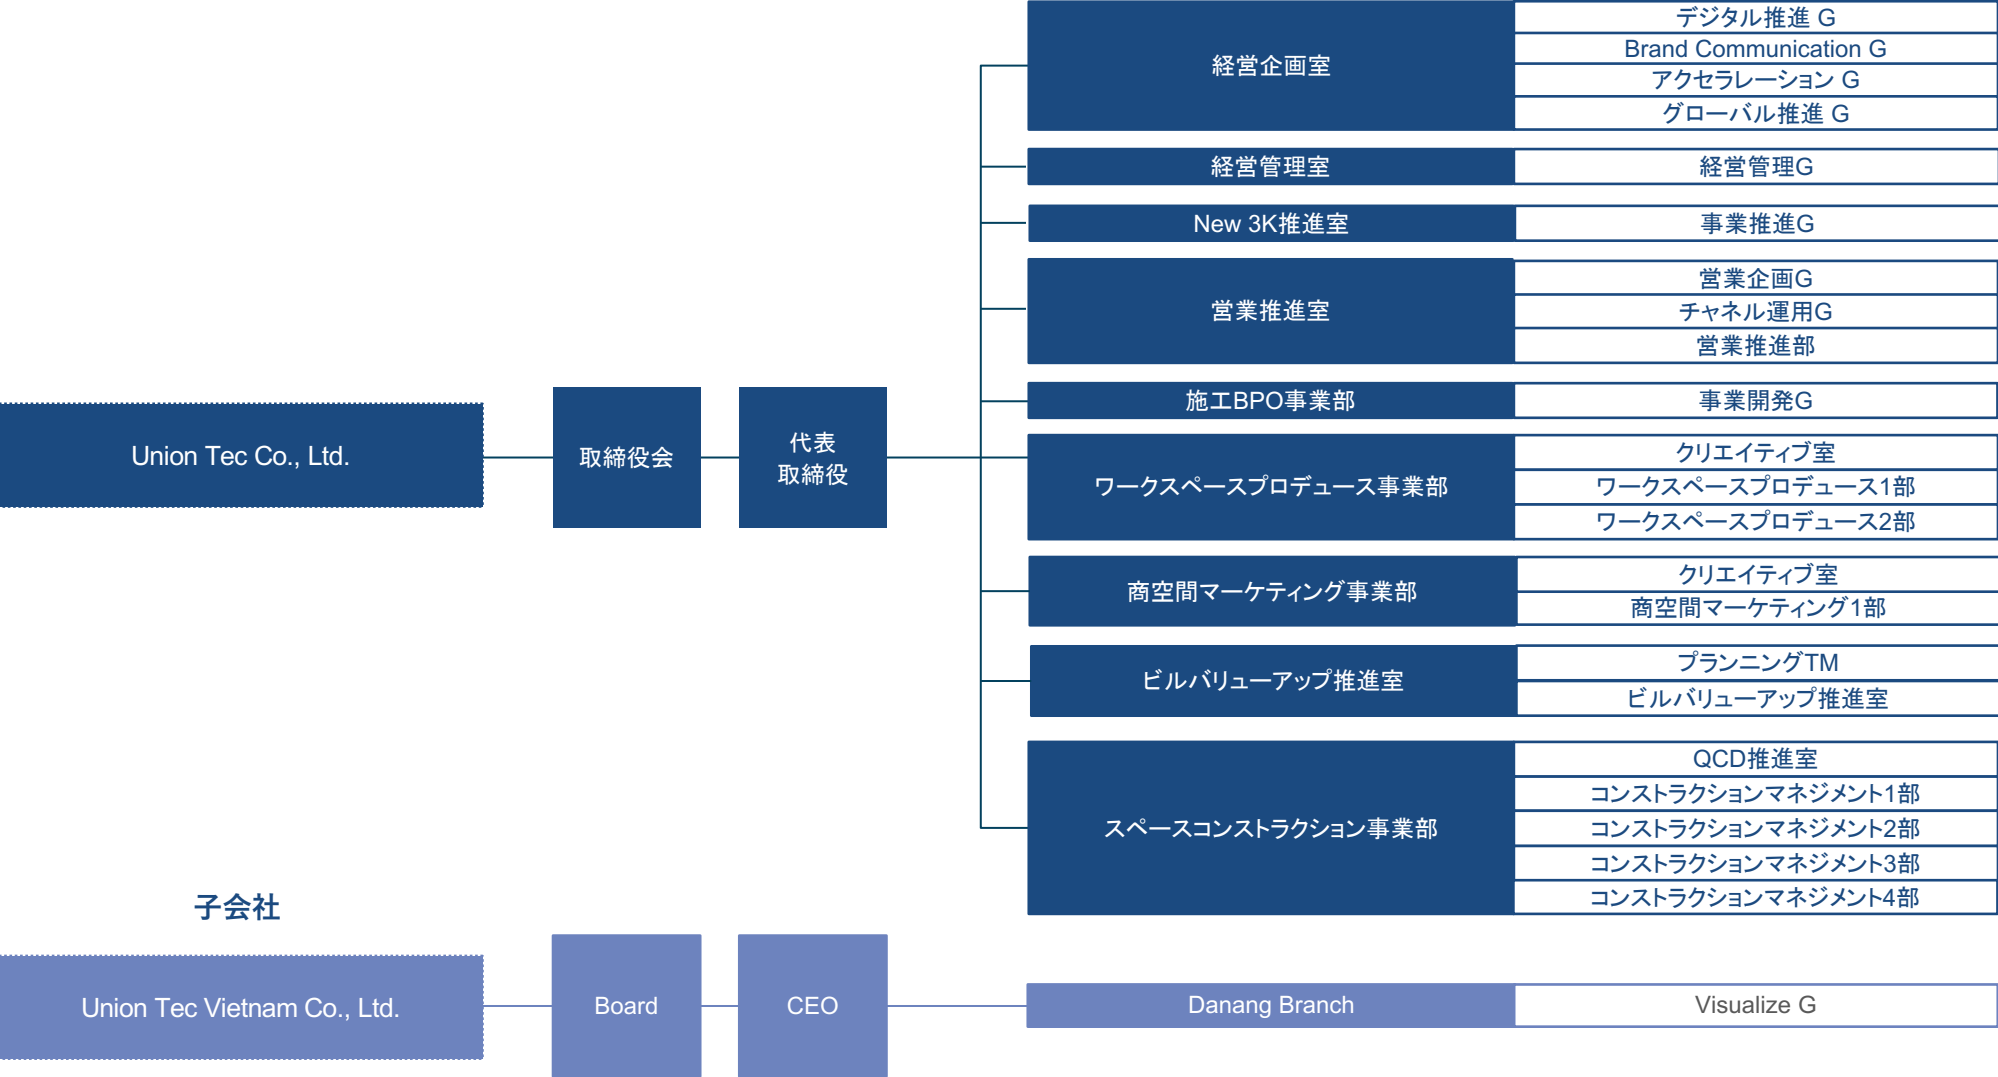 経営企画室
デジタル推進 G
Brand Communication G
アクセラレーション G
グローバル推進 G
経営管理室
経営管理G
New 3K推進室
事業推進G
営業推進室
営業企画G
チャネル運用G
営業推進部
施工BPO事業部
事業開発G
Union Tec Co., Ltd.
取締役会
代表
取締役
ワークスペースプロデュース事業部
クリエイティブ室
ワークスペースプロデュース1部
ワークスペースプロデュース2部
商空間マーケティング事業部
クリエイティブ室
商空間マーケティング1部
ビルバリューアップ推進室
プランニングTM
ビルバリューアップ推進室
スペースコンストラクション事業部
QCD推進室
コンストラクションマネジメント1部
コンストラクションマネジメント2部
コンストラクションマネジメント3部
コンストラクションマネジメント4部
子会社
Union Tec Vietnam Co., Ltd.
Board
CEO
Danang Branch
Visualize G